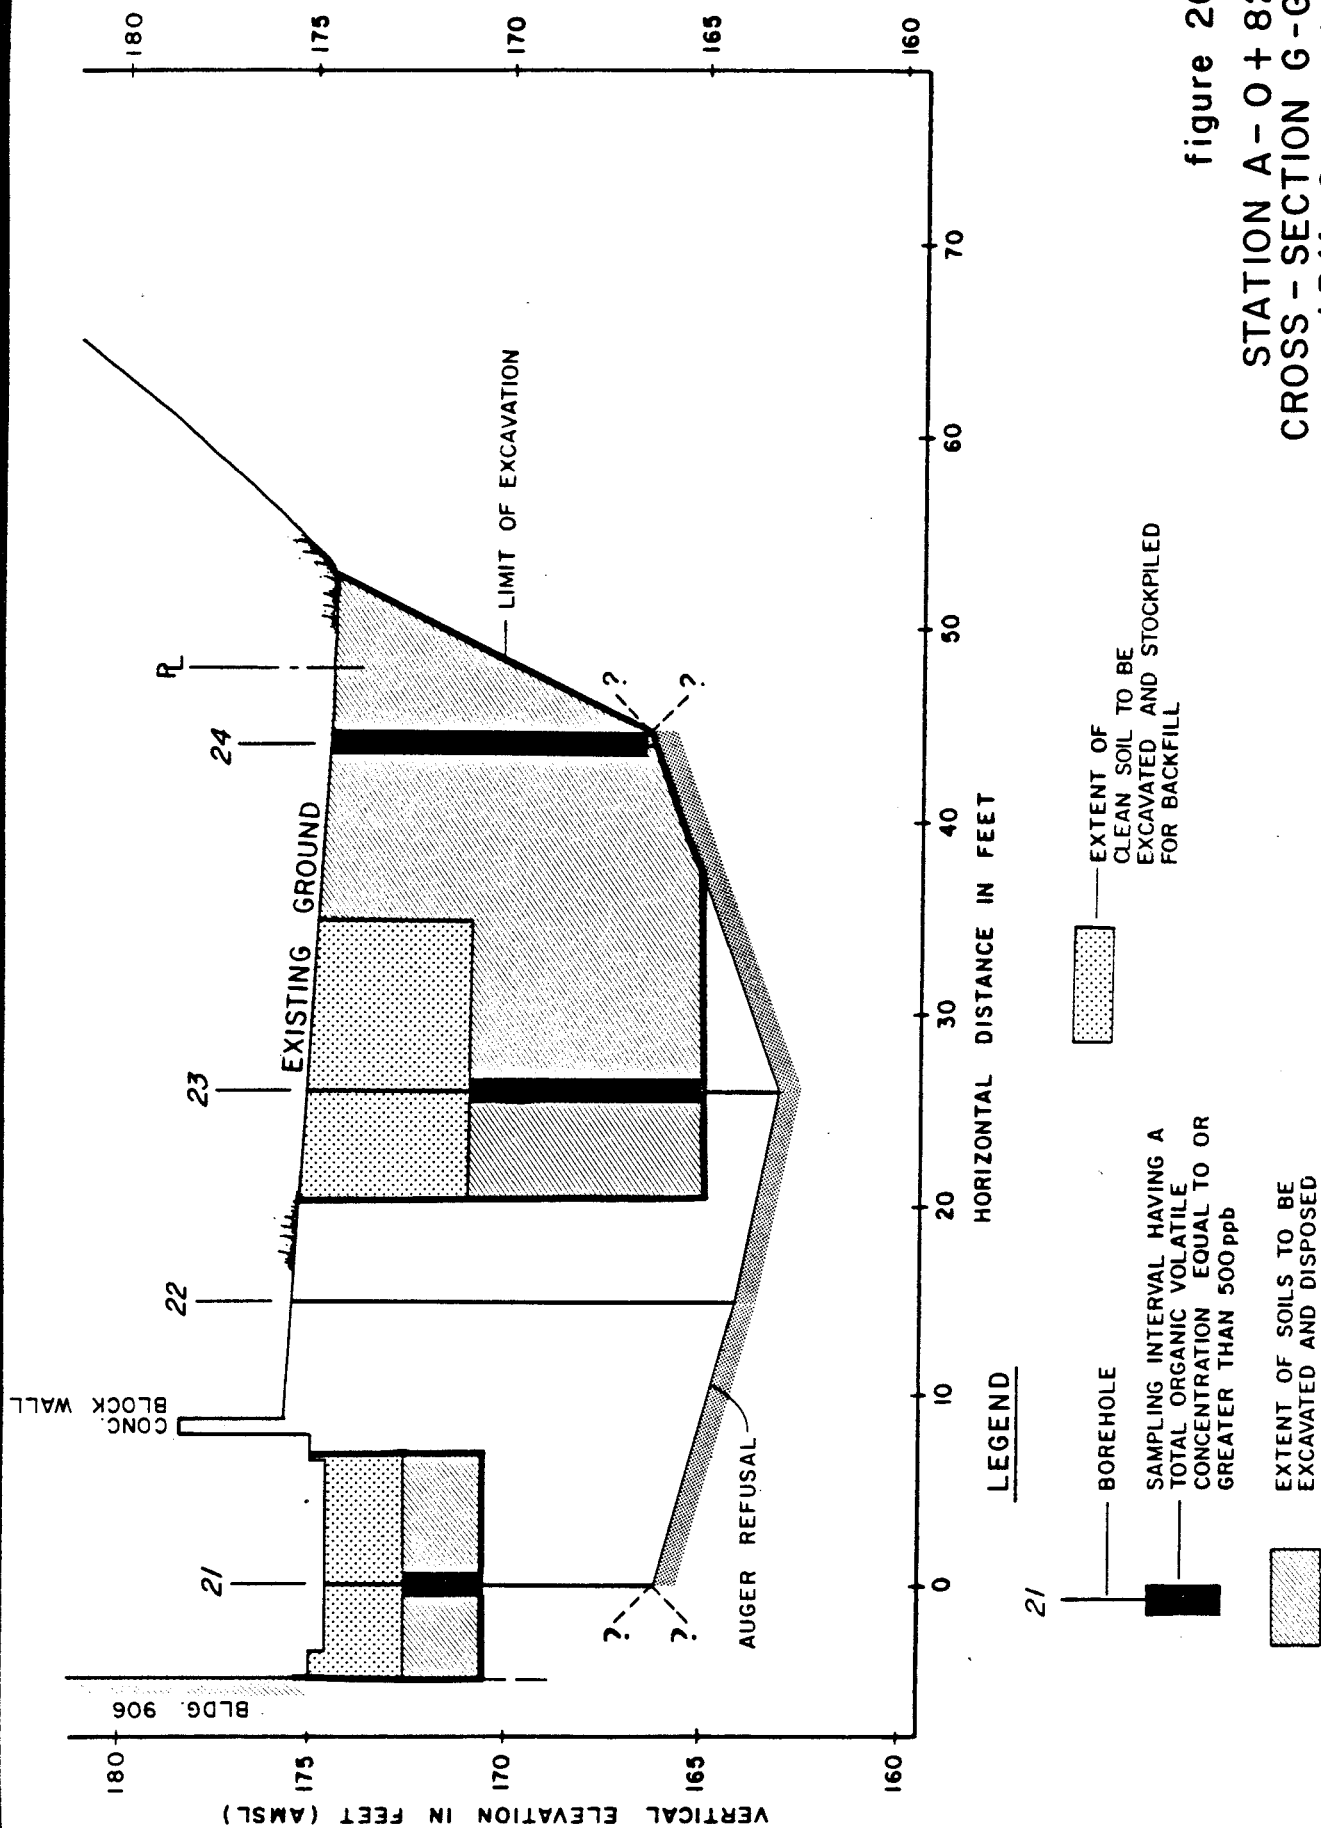 VERTICAL ELEVATION IN FEET (AMSL)
180
175
170
165
160
180
175
170
165
160
BLDG. 906
CONC.
BLOCK WALL
21
22
23
24
PL
EXISTING GROUND
LIMIT OF EXCAVATION
AUGER REFUSAL
?
?
?
?
0
10
20
30
40
50
60
70
HORIZONTAL DISTANCE IN FEET
LEGEND
21
BOREHOLE
SAMPLING INTERVAL HAVING A
TOTAL ORGANIC VOLATILE
CONCENTRATION EQUAL TO OR
GREATER THAN 500ppb
EXTENT OF SOILS TO BE
EXCAVATED AND DISPOSED
EXTENT OF
CLEAN SOIL TO BE
EXCAVATED AND STOCKPILED
FOR BACKFILL
figure
STATION A-0+
CROSS-SECTION G-G